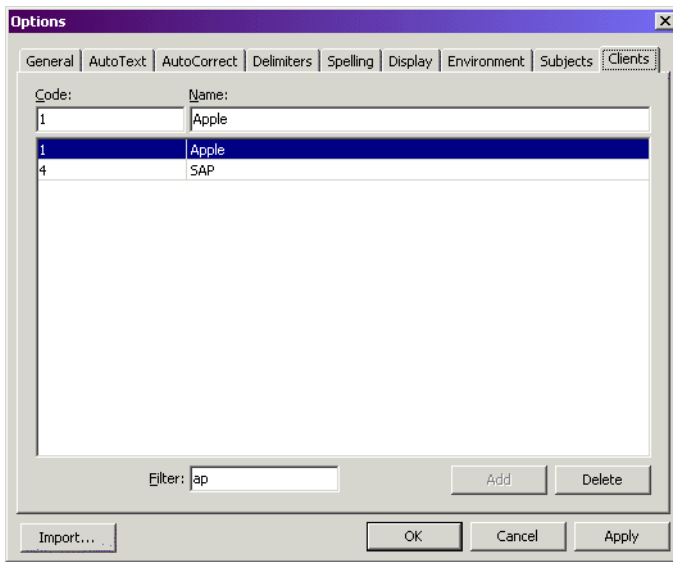 Options
General AutoText AutoCorrect Delimiters Spelling Display Environment Subjects Clients
Code: Name:
1 Apple
1 Apple
4 SAP
Filter: ap Add Delete
Import... OK Cancel Apply